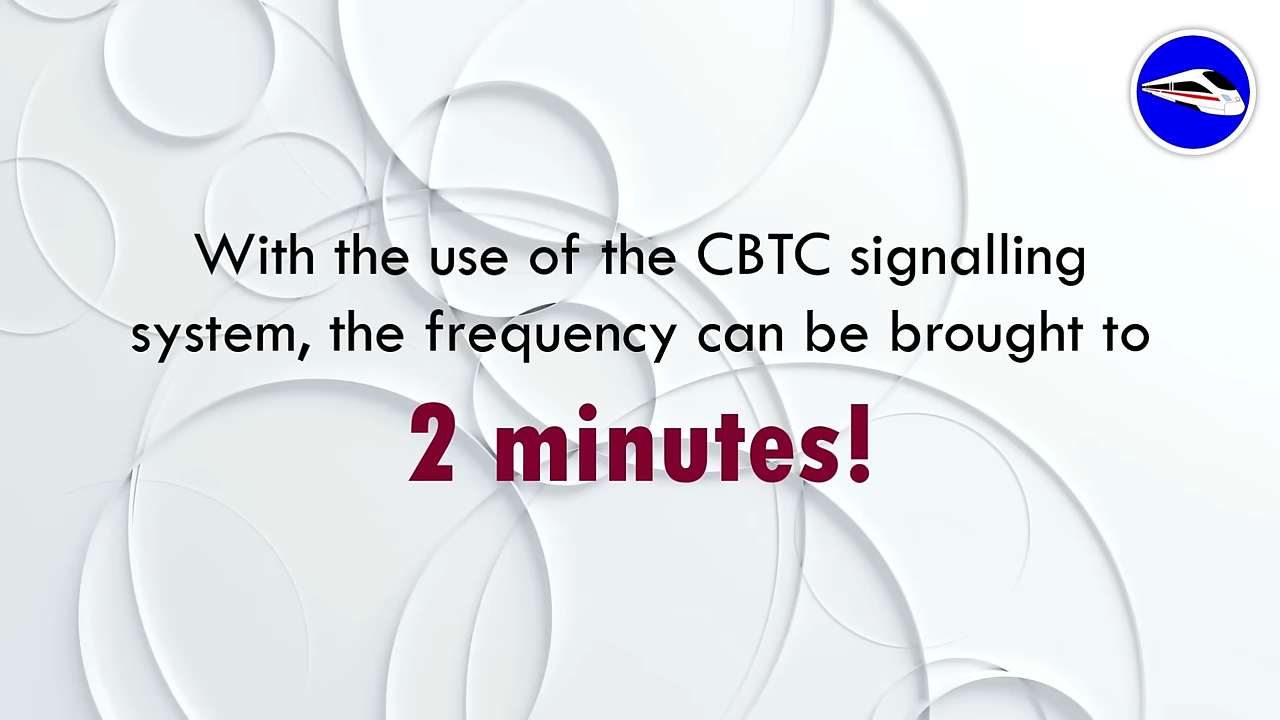 With the use of the CBTC signalling
system, the frequency can be brought to
2 minutes!